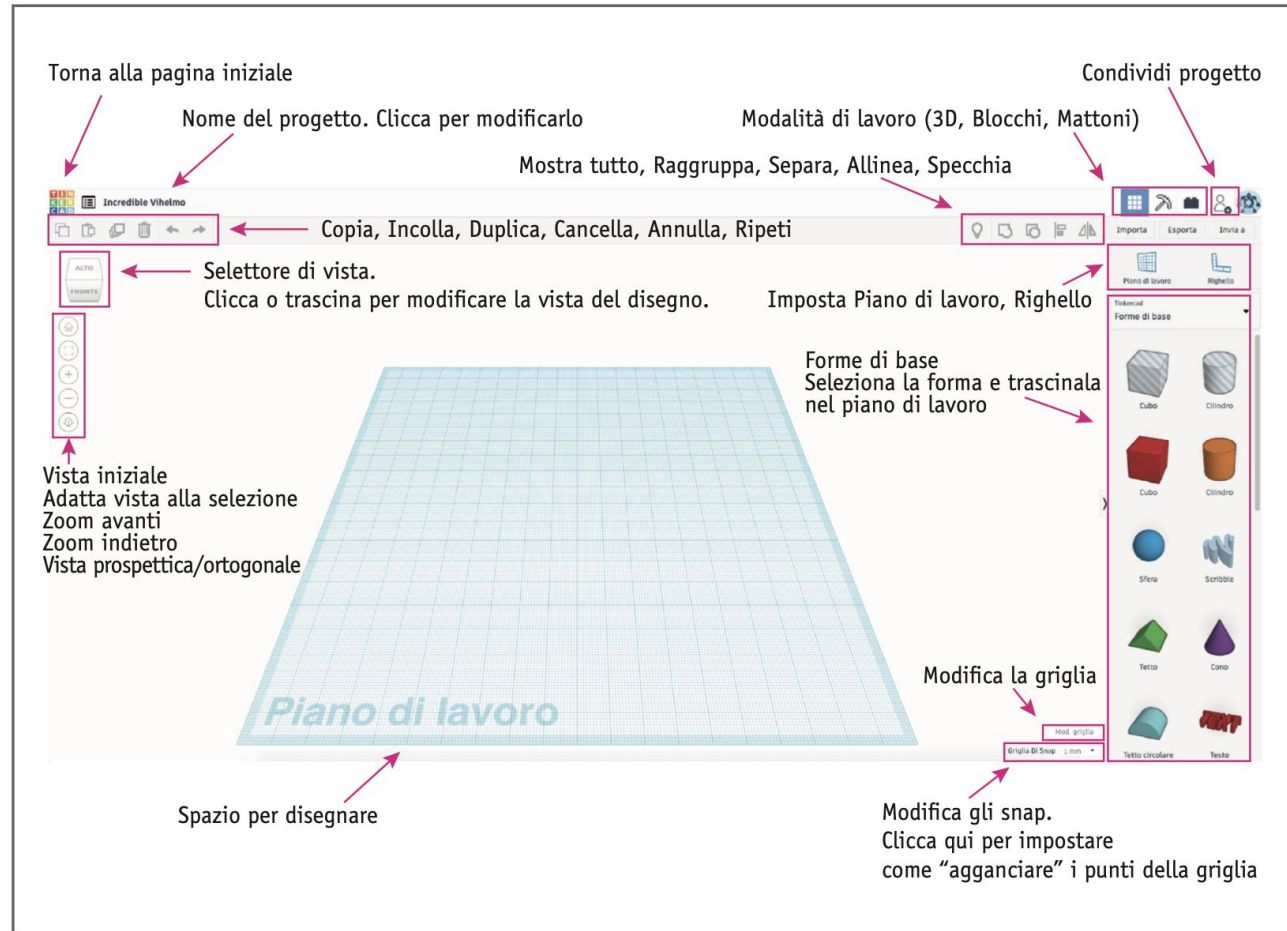 Torna alla pagina iniziale
Condividi progetto
Nome del progetto. Clicca per modificarlo
Modalità di lavoro (3D, Blocchi, Mattoni)
Mostra tutto, Raggruppa, Separa, Allinea, Specchia
TIN
KER
CAD
Incredible Vihelmo
Copia, Incolla, Duplica, Cancella, Annulla, Ripeti
Importa
Esporta
Invia a
ALTO
FRONTE
Selettore di vista.
Clicca o trascina per modificare la vista del disegno.
Imposta Piano di lavoro, Righello
Piano di lavoro
Righello
Tinkercad
Forme di base
Forme di base
Seleziona la forma e trascinala
nel piano di lavoro
Cubo
Cilindro
Cubo
Cilindro
Sfera
Scribble
Tetto
Cono
Tetto circolare
TEXT
Testo
Vista iniziale
Adatta vista alla selezione
Zoom avanti
Zoom indietro
Vista prospettica/ortogonale
Piano di lavoro
Modifica la griglia
Mod. griglia
Griglia Di Snap 1 mm
Spazio per disegnare
Modifica gli snap.
Clicca qui per impostare
come “agganciare” i punti della griglia